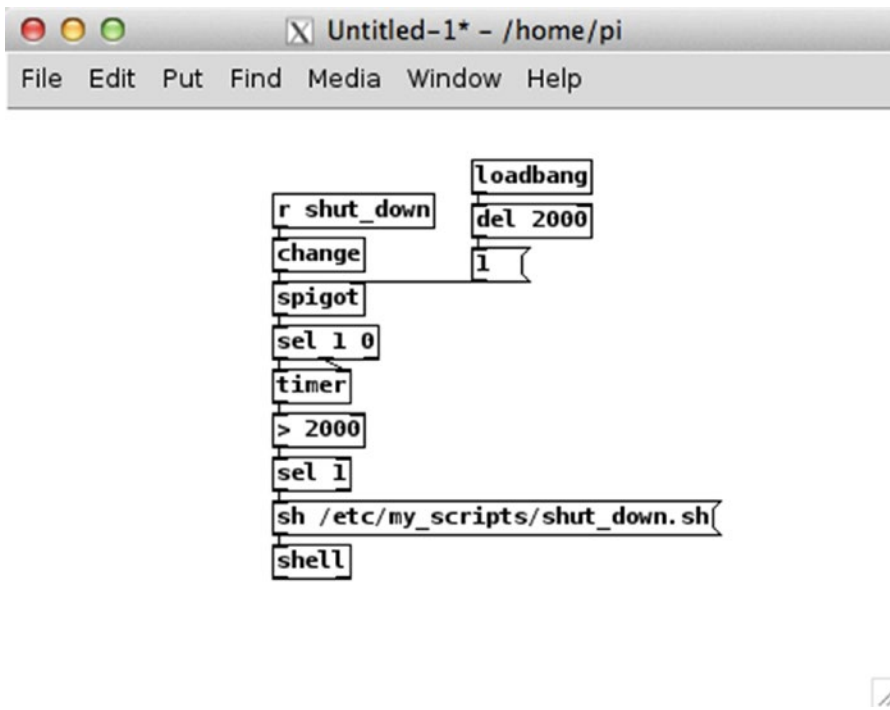 X Untitled-1* - /home/pi
File Edit Put Find Media Window Help
loadbang
r shut_down
del 2000
change
1
spigot
sel 1 0
timer
> 2000
sel 1
sh /etc/my_scripts/shut_down.sh
shell